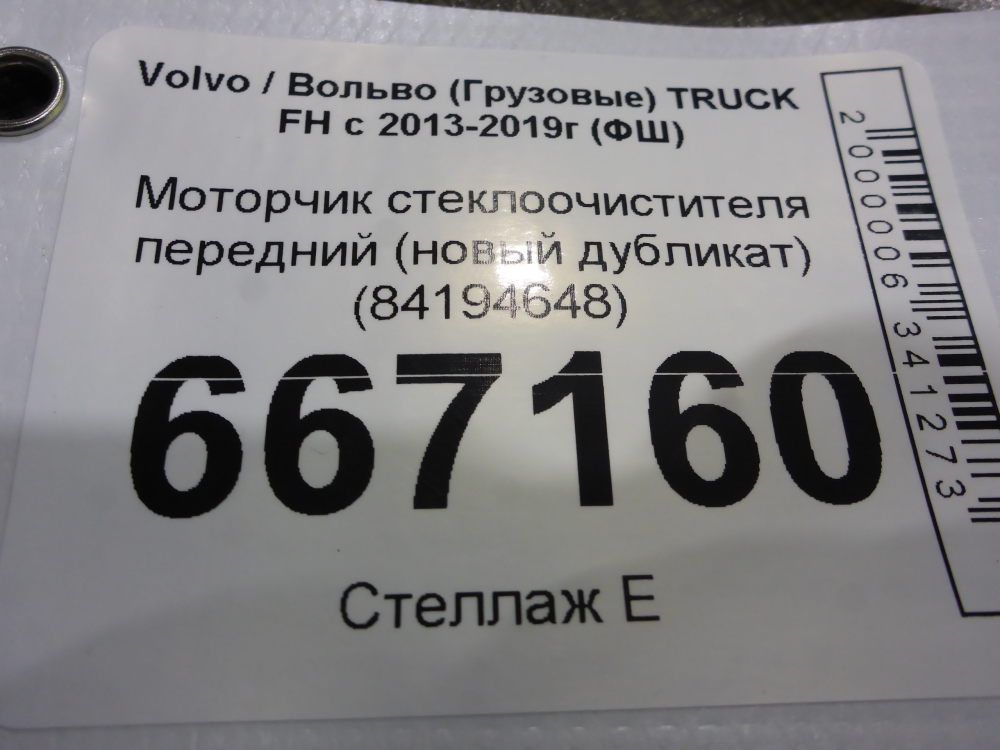 Volvo / Вольво (Грузовые) TRUCK
FH с 2013-2019г (ФШ)
Моторчик стеклоочистителя
передний (новый дубликат)
(84194648)
667160
Стеллаж Е
2000006341273